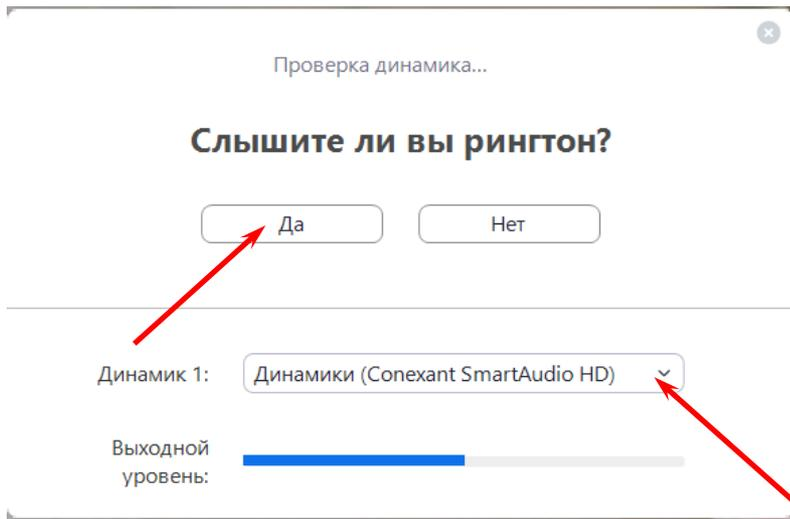 Проверка динамика...
Слышите ли вы рингтон?
Да
Нет
Динамик 1:
Динамики (Conexant SmartAudio HD)
Выходной
уровень: